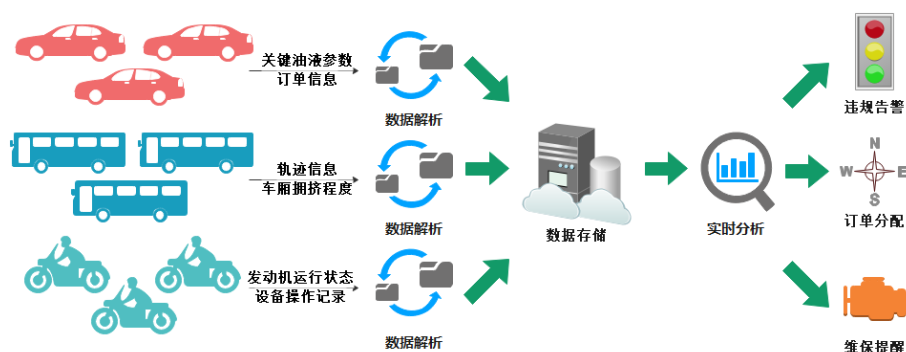 关键油液参数
订单信息
数据解析
违规告警
轨迹信息
车厢拥挤程度
数据解析
数据存储
实时分析
N
W E
S
订单分配
发动机运行状态
设备操作记录
数据解析
维保提醒